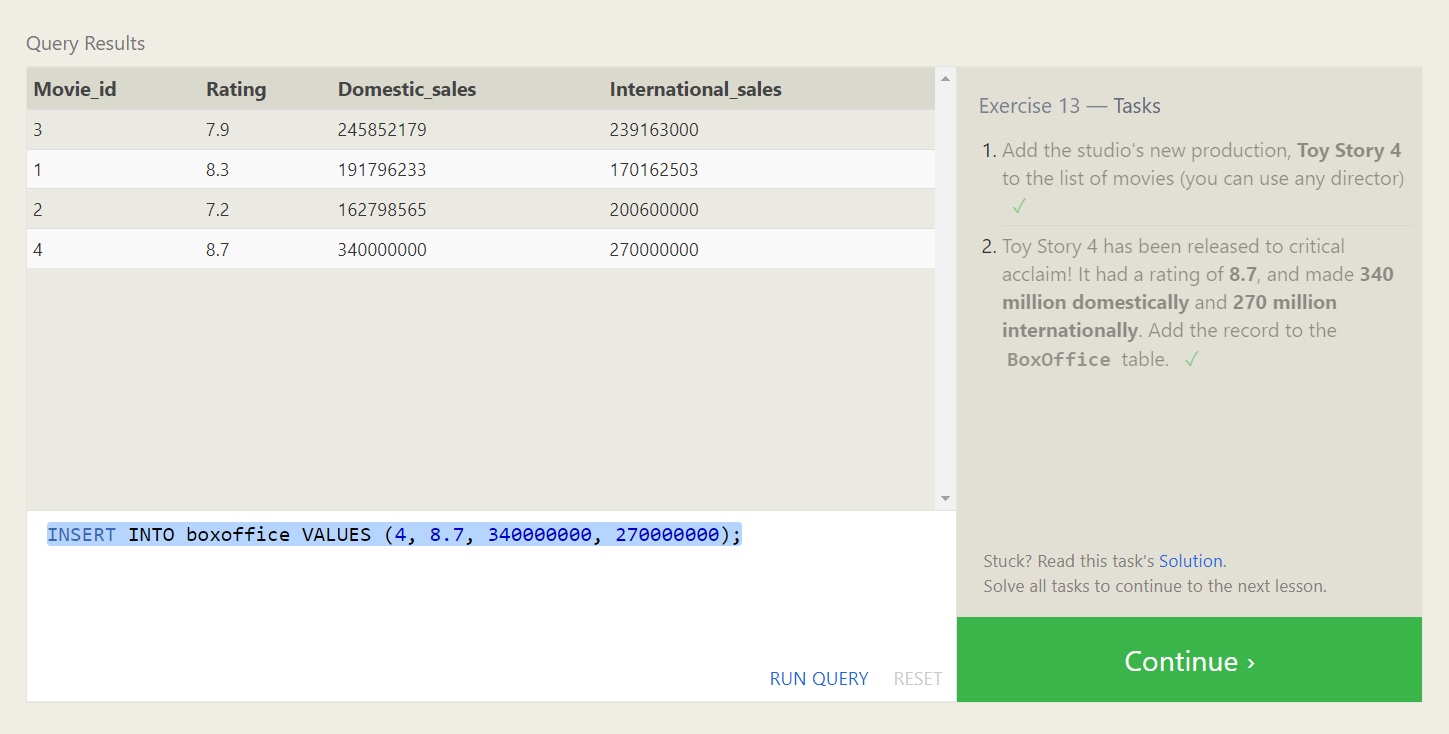 Query Results
Movie_id Rating Domestic_sales International_sales
3 7.9 245852179 239163000
1 8.3 191796233 170162503
2 7.2 162798565 200600000
4 8.7 340000000 270000000
INSERT INTO boxoffice VALUES (4, 8.7, 340000000, 270000000);
RUN QUERY RESET
Exercise 13 — Tasks
1. Add the studio's new production, Toy Story 4
to the list of movies (you can use any director)
✓
2. Toy Story 4 has been released to critical
acclaim! It had a rating of 8.7, and made 340
million domestically and 270 million
internationally. Add the record to the
BoxOffice table. ✓
Stuck? Read this task's Solution.
Solve all tasks to continue to the next lesson.
Continue ›